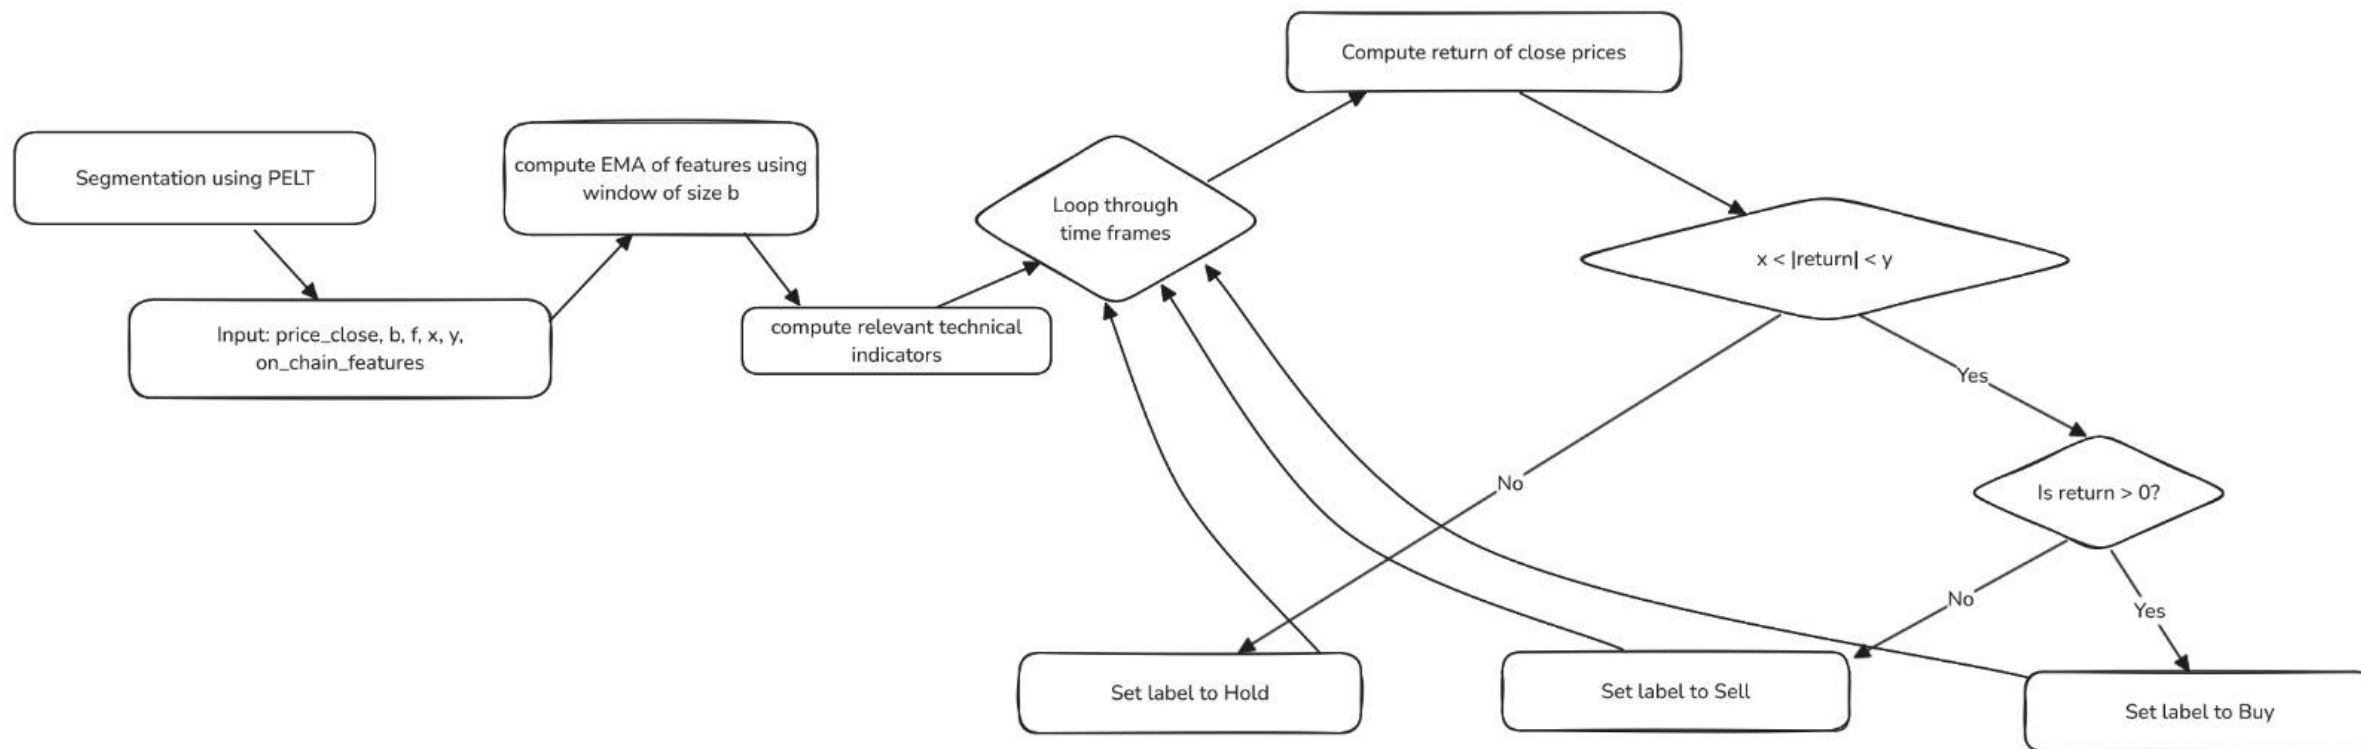 Segmentation using PELT
Input: price_close, b, f, x, y,
on_chain_features
compute EMA of features using
window of size b
compute relevant technical
indicators
Loop through
time frames
Compute return of close prices
x < |return| < y
Yes
No
Is return > 0?
No
Yes
Set label to Hold
Set label to Sell
Set label to Buy